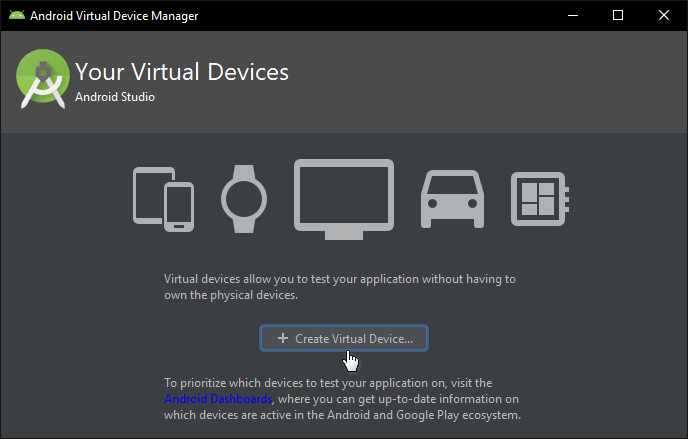 Android Virtual Device Manager
Your Virtual Devices
Android Studio
Virtual devices allow you to test your application without having to
own the physical devices.
+ Create Virtual Device...
To prioritize which devices to test your application on, visit the
Android Dashboards, where you can get up-to-date information on
which devices are active in the Android and Google Play ecosystem.